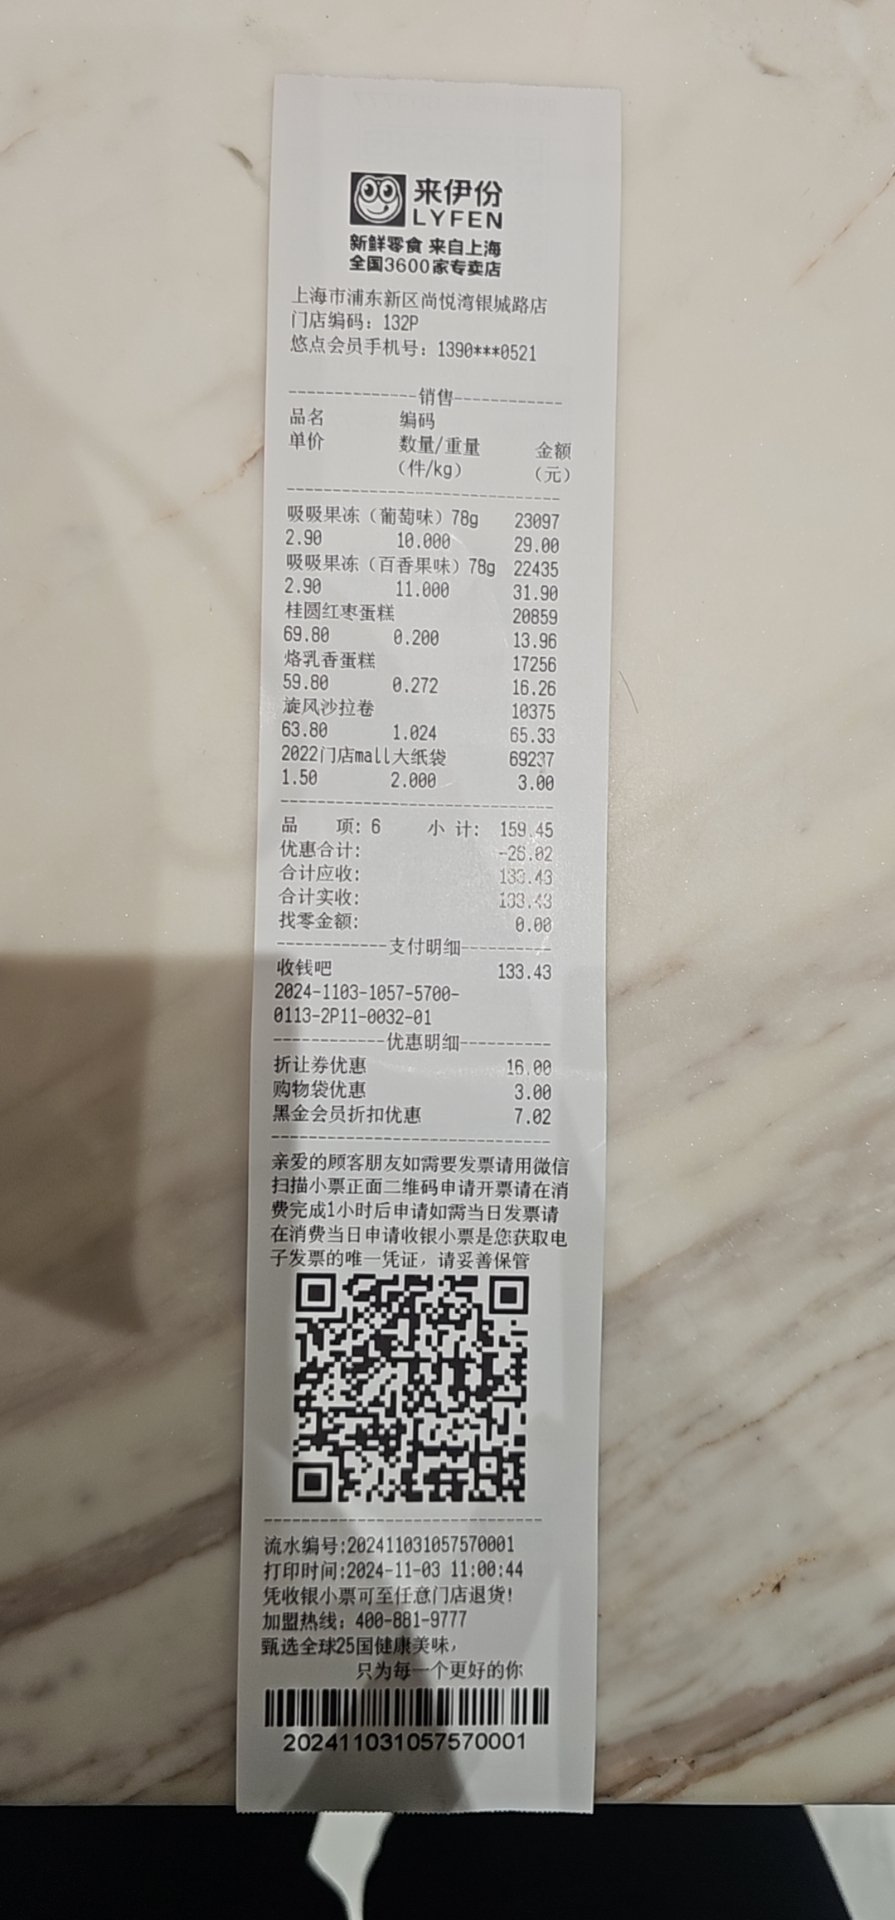 来伊份
LYFEN
新鲜零食 来自上海
全国3600家专卖店
上海市浦东新区尚悦湾银城路店
门店编码：132P
悠点会员手机号：1390***0521
--------------销售------------
品名 编码
单价 数量/重量 金额
（件/kg） （元）
------------------------------
吸吸果冻（葡萄味）78g 23097
2.90 10.000 29.00
吸吸果冻（百香果味）78g 22435
2.90 11.000 31.90
桂圆红枣蛋糕 20859
69.80 0.200 13.96
烙乳香蛋糕 17256
59.80 0.272 16.26
旋风沙拉卷 10375
63.80 1.024 65.33
2022门店mall大纸袋 69237
1.50 2.000 3.00
------------------------------
品 项: 6 小 计: 159.45
优惠合计: -26.02
合计应收: 133.43
合计实收: 133.43
找零金额: 0.00
------------支付明细----------
收钱吧 133.43
2024-1103-1057-5700-
0113-2P11-0032-01
------------优惠明细----------
折让券优惠 16.00
购物袋优惠 3.00
黑金会员折扣优惠 7.02
------------------------------
亲爱的顾客朋友如需要发票请用微信
扫描小票正面二维码申请开票请在消
费完成1小时后申请如需当日发票请
在消费当日申请收银小票是您获取电
子发票的唯一凭证，请妥善保管
------------------------------
流水编号:202411031057570001
打印时间:2024-11-03 11:00:44
凭收银小票可至任意门店退货!
加盟热线：400-881-9777
甄选全球25国健康美味，
只为每一个更好的你
202411031057570001